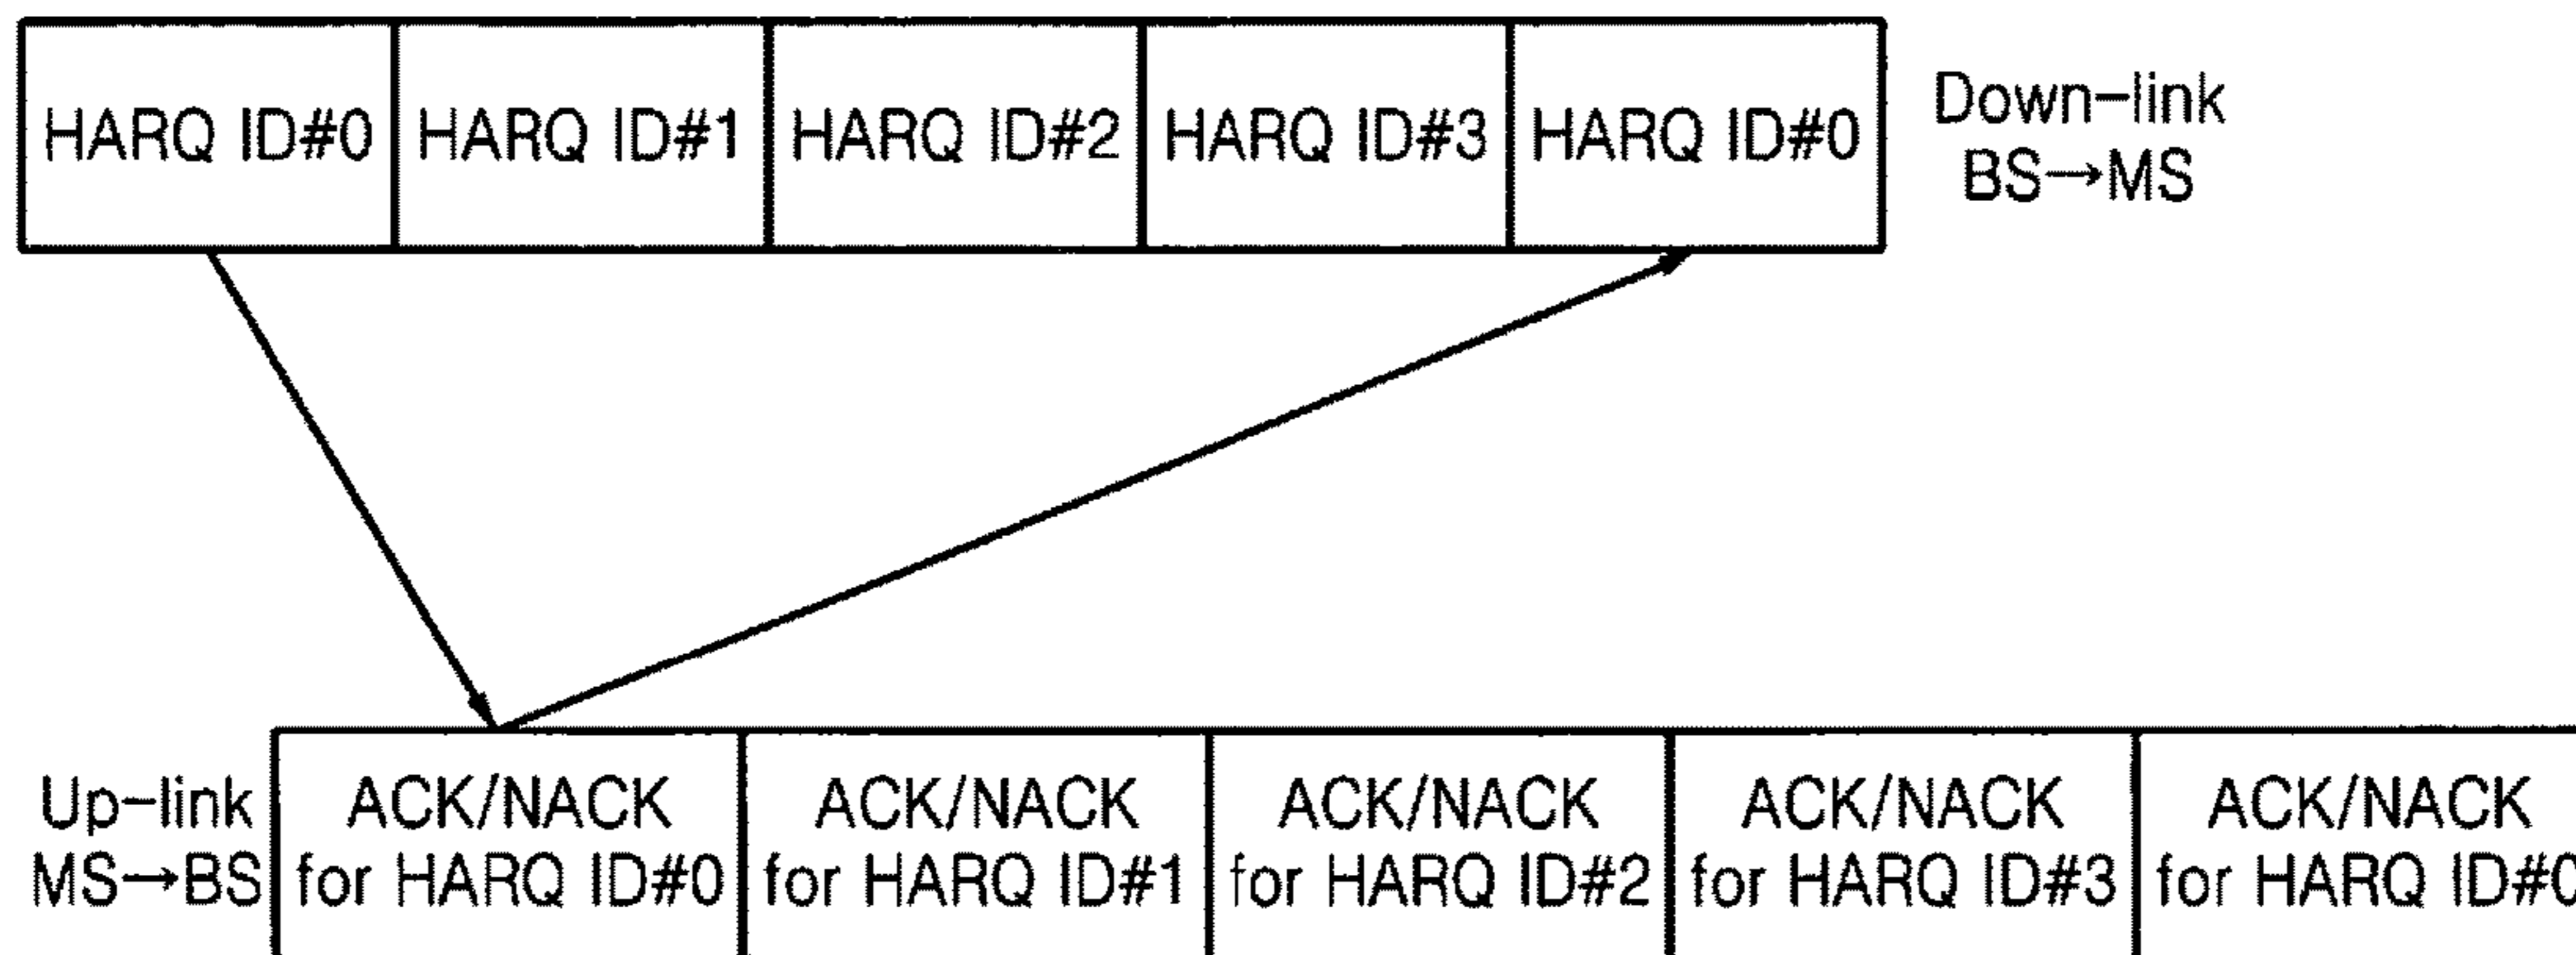 HARQ ID#0 HARQ ID#1 HARQ ID#2 HARQ ID#3 HARQ ID#0
Down-link
BS→MS
Up-link
MS→BS
ACK/NACK
for HARQ ID#0
ACK/NACK
for HARQ ID#1
ACK/NACK
for HARQ ID#2
ACK/NACK
for HARQ ID#3
ACK/NACK
for HARQ ID#0